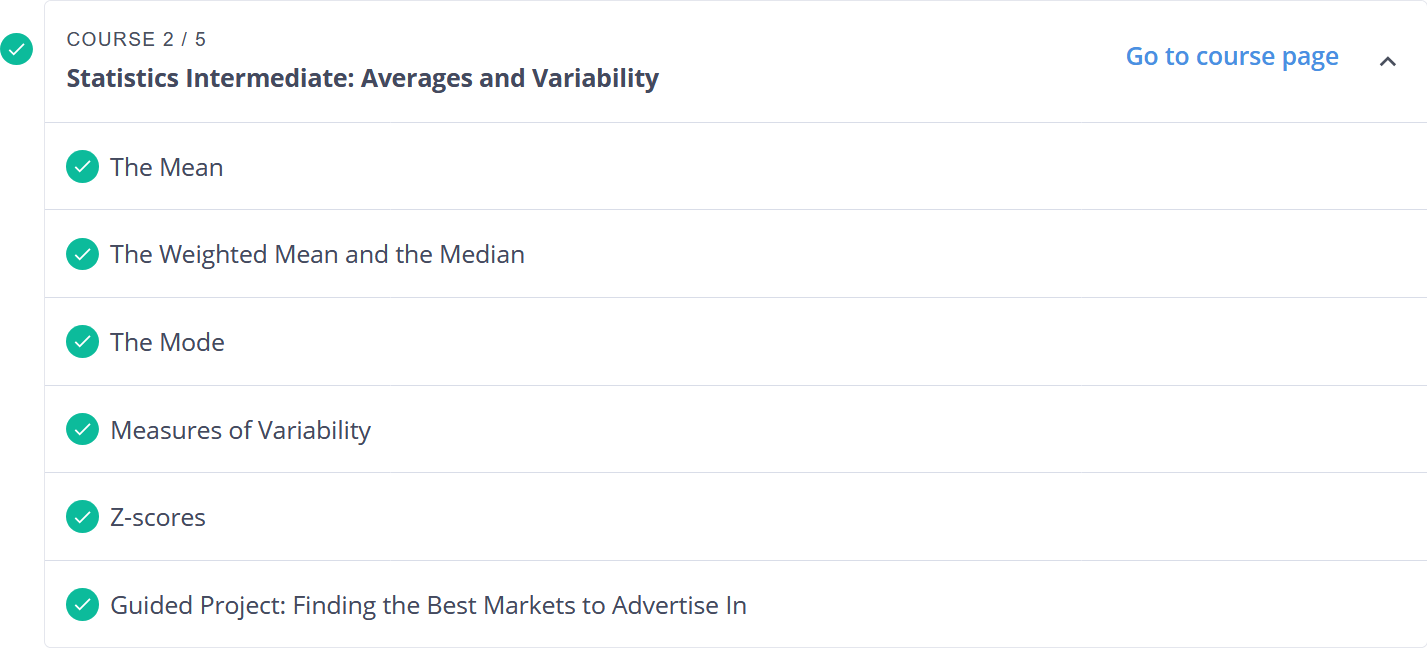 COURSE 2 / 5
Statistics Intermediate: Averages and Variability
Go to course page
The Mean
The Weighted Mean and the Median
The Mode
Measures of Variability
Z-scores
Guided Project: Finding the Best Markets to Advertise In